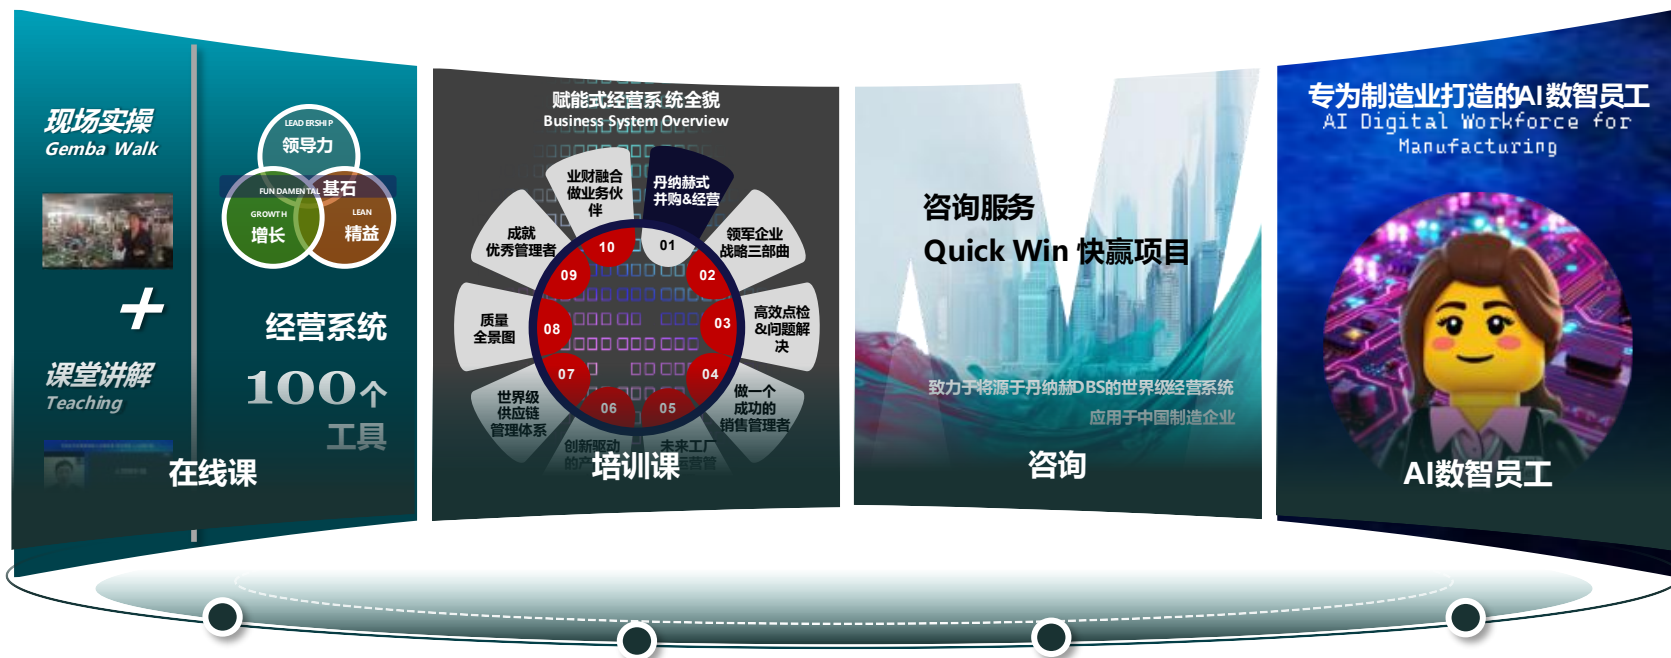 现场实操
Gemba Walk
课堂讲解
Teaching
LEADERSHIP
领导力
FUNDAMENTAL 基石
GROWTH
增长
LEAN
精益
经营系统
100个
工具
在线课
赋能式经营系统全貌
Business System Overview
丹纳赫式
并购&经营
01
领军企业
战略三部曲
02
高效点检
&问题解
决
03
做一个
成功的
销售管理者
04
未来工厂
运营管
05
创新驱动
的产
06
世界级
供应链
管理体系
07
质量
全景图
08
成就
优秀管理者
09
业财融合
做业务伙
伴
10
培训课
咨询服务
Quick Win 快赢项目
致力于将源于丹纳赫DBS的世界级经营系统
应用于中国制造企业
咨询
专为制造业打造的AI数智员工
AI Digital Workforce for
Manufacturing
AI数智员工